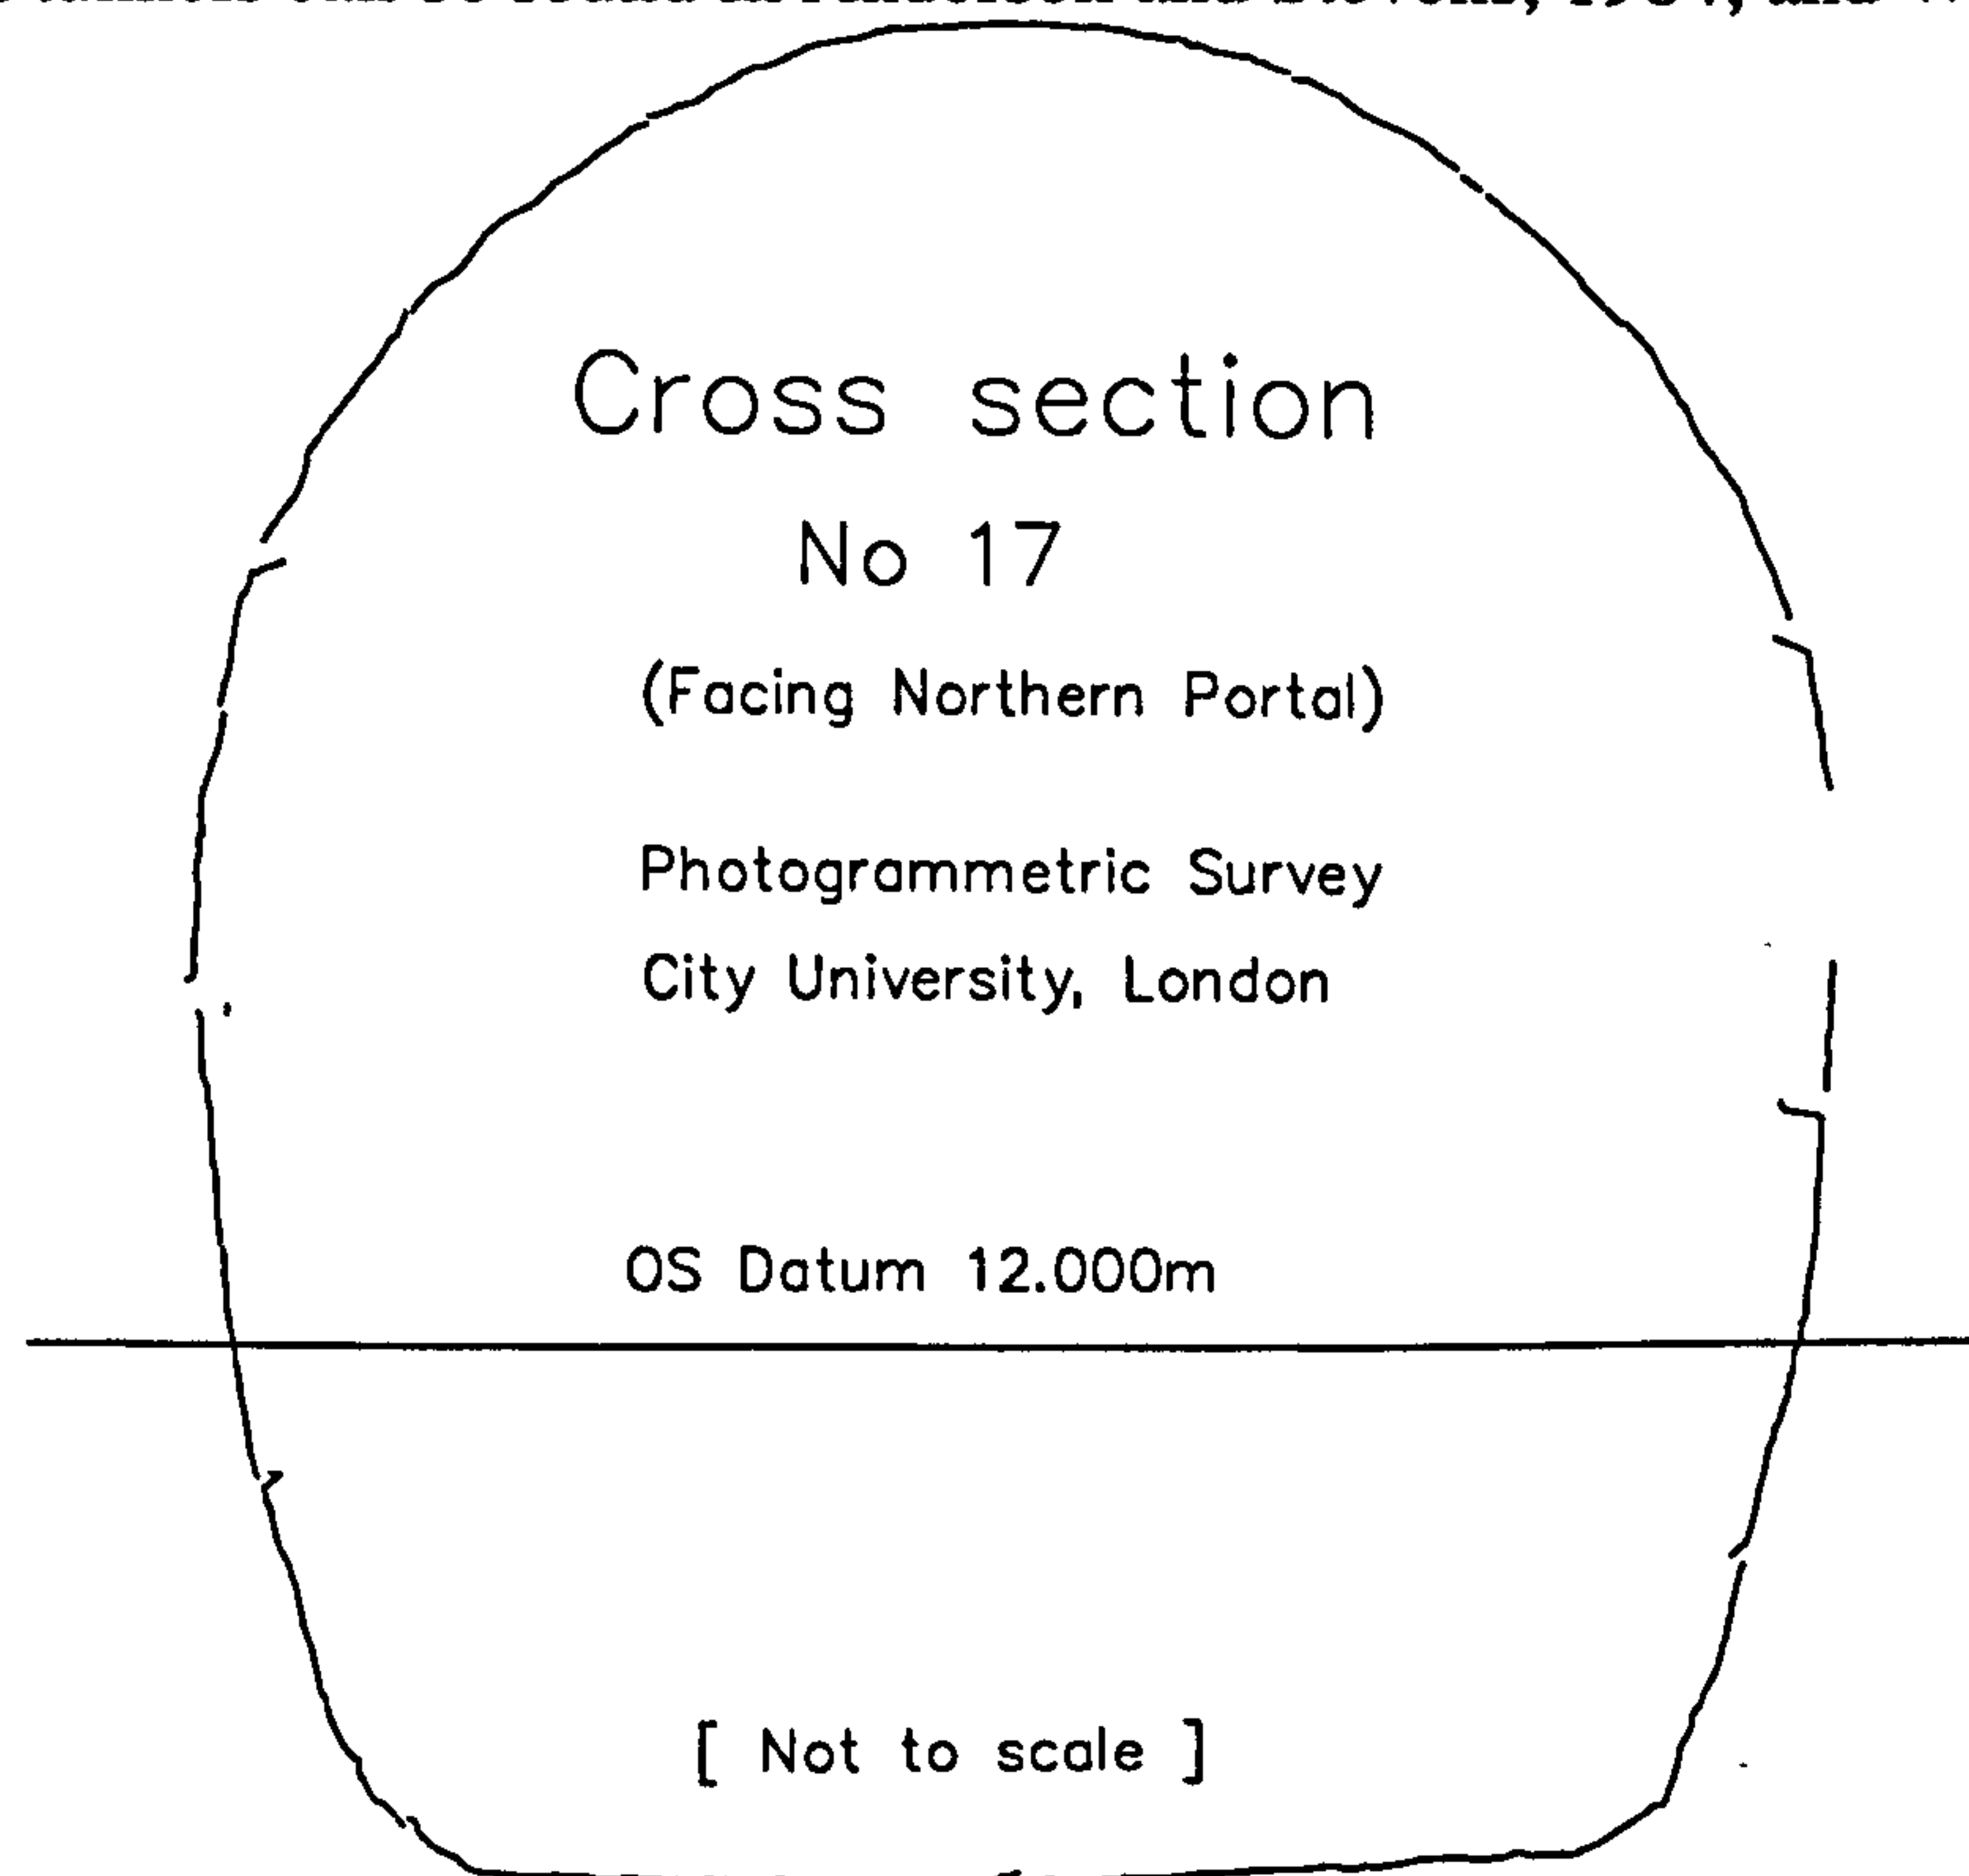 Cross section
No 17
(Facing Northern Portal)
Photogrammetric Survey
City University, London
OS Datum 12.000m
[ Not to scale ]